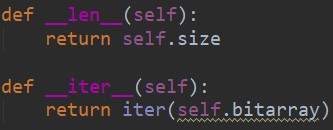 def __len__(self):
    return self.size
def __iter__(self):
    return iter(self.bitarray)